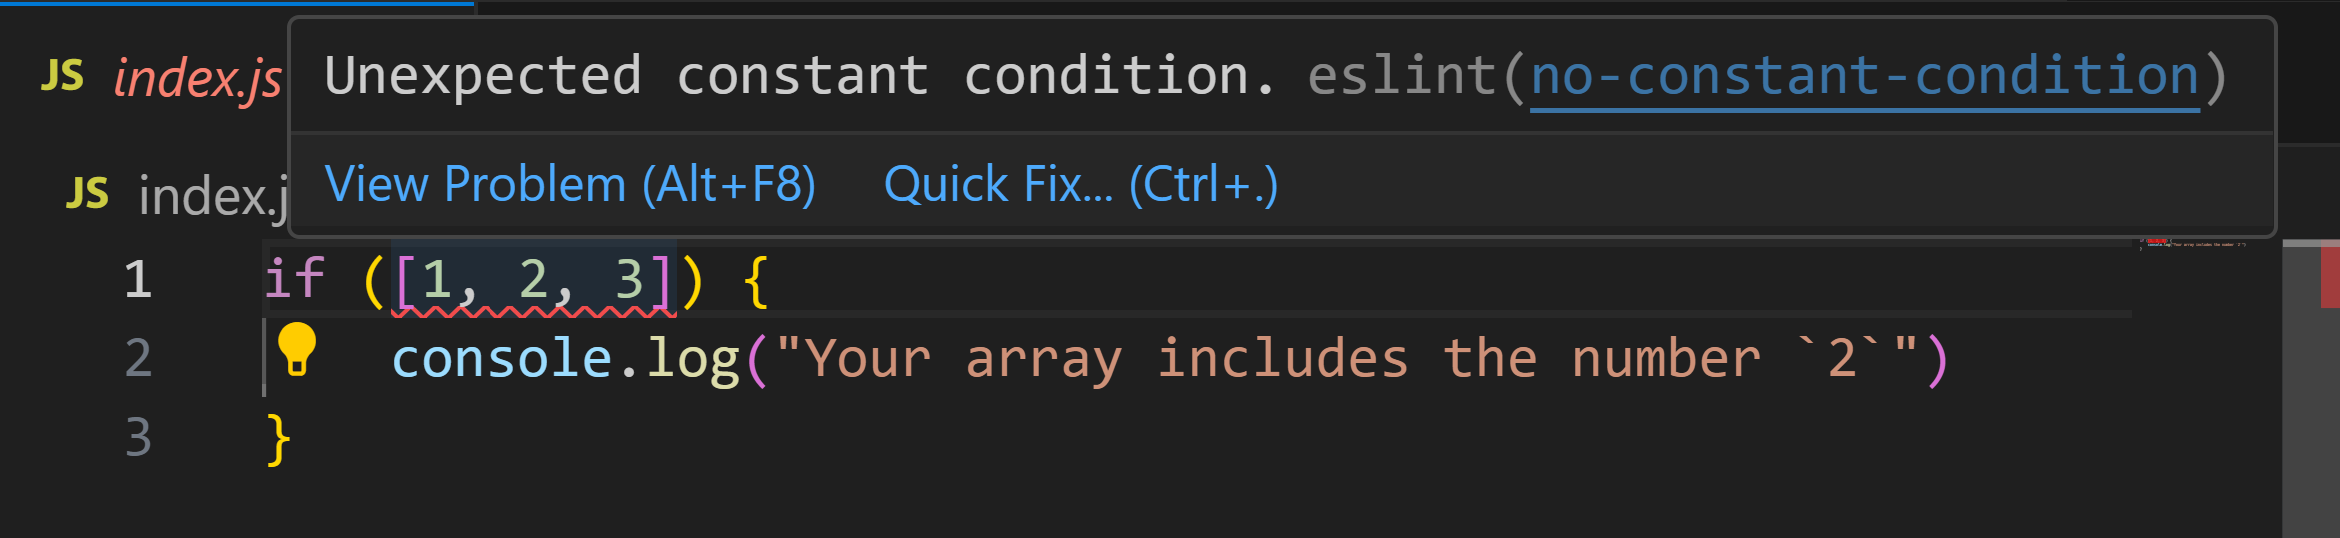 JS index.js
Unexpected constant condition. eslint(no-constant-condition)
JS index.j
View Problem (Alt+F8) Quick Fix... (Ctrl+.)
1 if ([1, 2, 3]) {
2 console.log("Your array includes the number `2`")
3 }